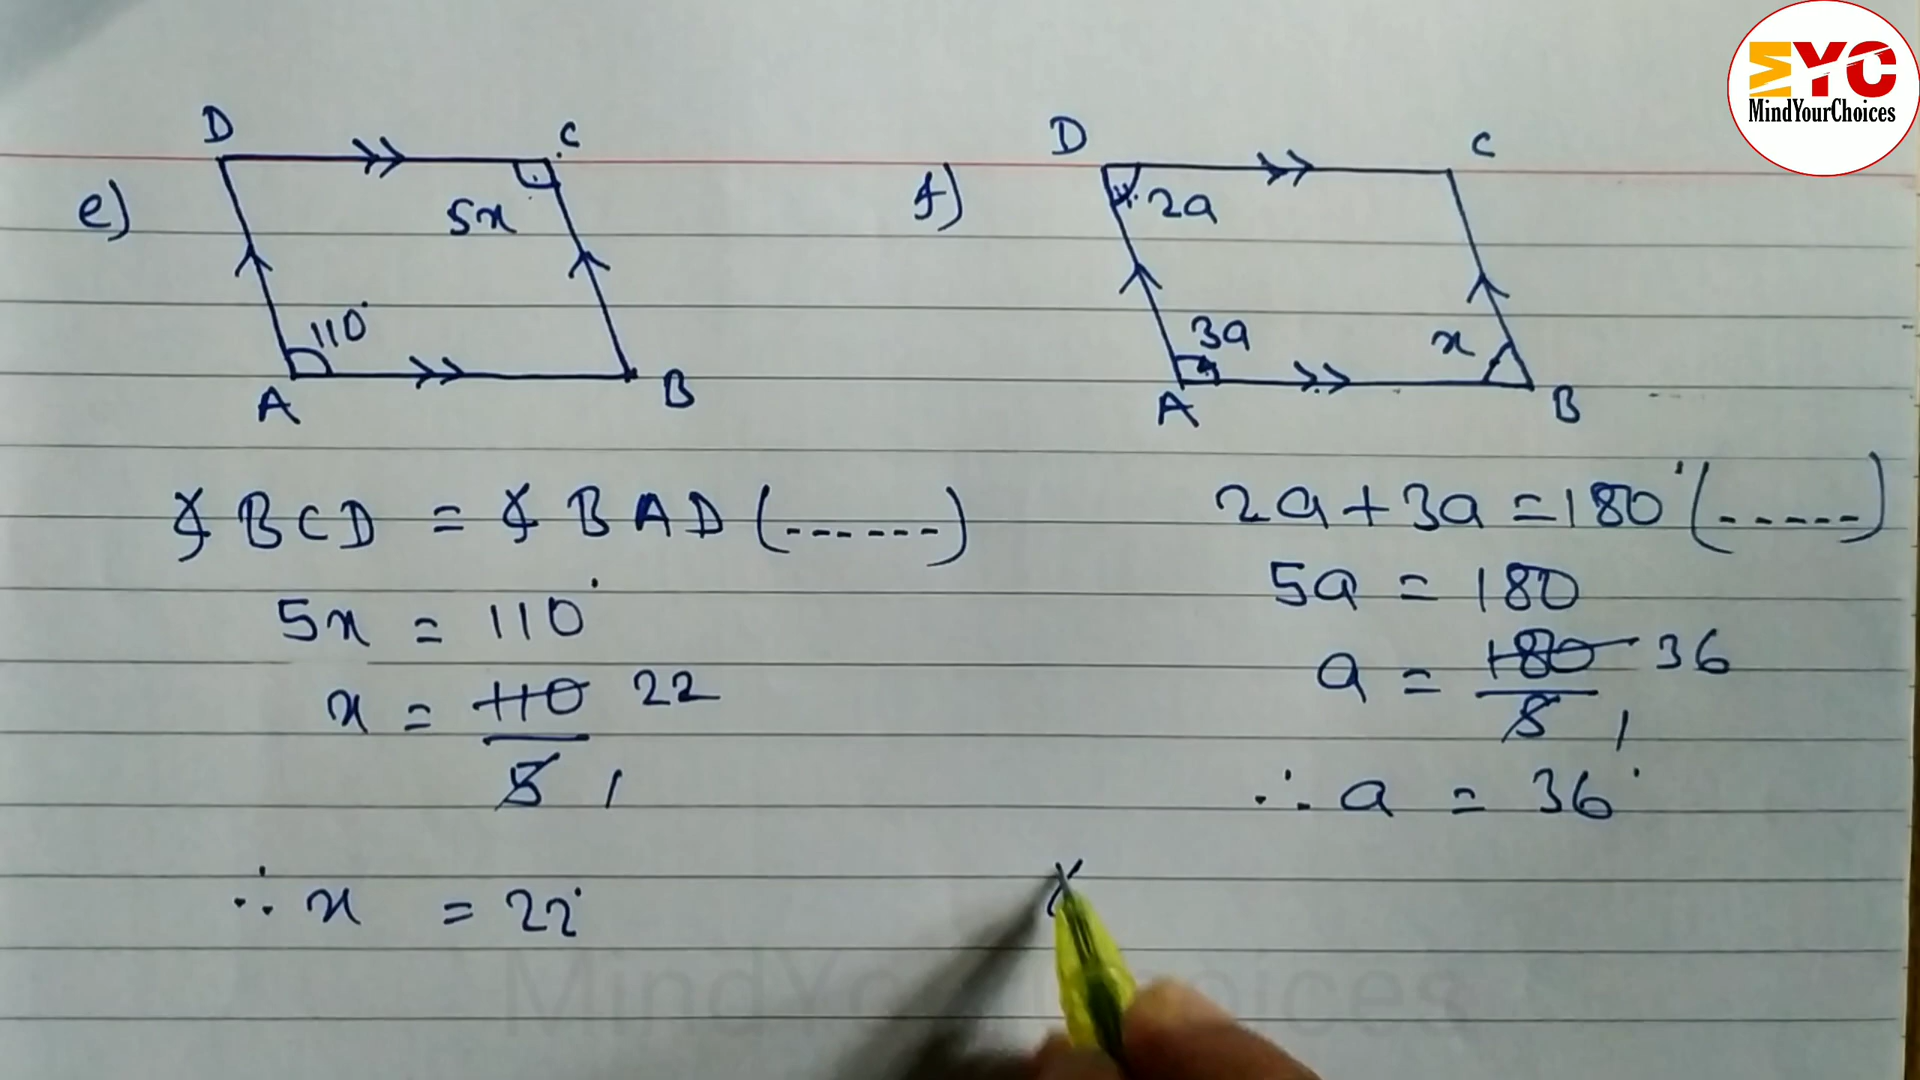 MYC
MindYourChoices
e)
D
C
5x
110°
A
B
∡ BCD = ∡ BAD (------)
5x = 110°
x = 110 22
5 1
∴ x = 22°
f)
D
C
2a
3a
x
A
B
2a + 3a = 180° (-----)
5a = 180
a = 180 36
5 1
∴ a = 36°
MindYourChoices